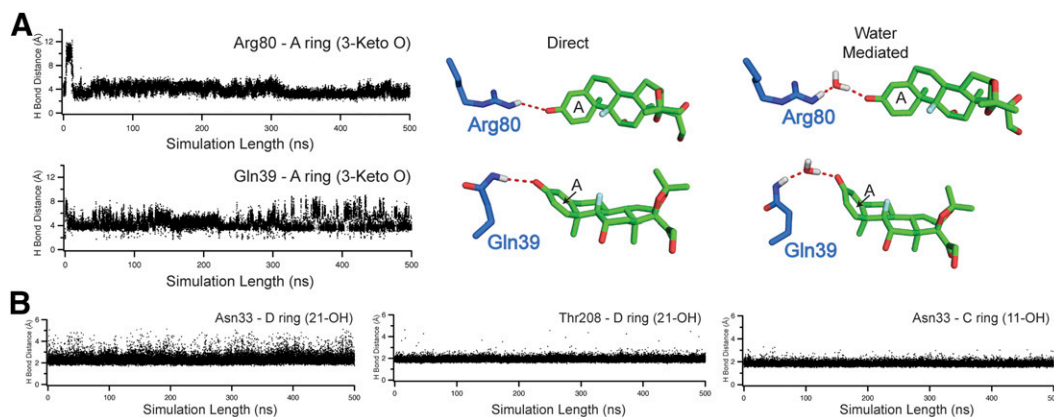 A
Arg80 - A ring (3-Keto O)
H Bond Distance (Å)
12
8
4
0
0
100
200
300
400
500
Simulation Length (ns)
Direct
A
Arg80
Water
Mediated
A
Arg80
Gln39 - A ring (3-Keto O)
H Bond Distance (Å)
12
8
4
0
0
100
200
300
400
500
Simulation Length (ns)
A
Gln39
A
Gln39
B
Asn33 - D ring (21-OH)
H Bond Distance (Å)
6
4
2
0
0
100
200
300
400
500
Simulation Length (ns)
Thr208 - D ring (21-OH)
H Bond Distance (Å)
6
4
2
0
0
100
200
300
400
500
Simulation Length (ns)
Asn33 - C ring (11-OH)
H Bond Distance (Å)
6
4
2
0
0
100
200
300
400
500
Simulation Length (ns)